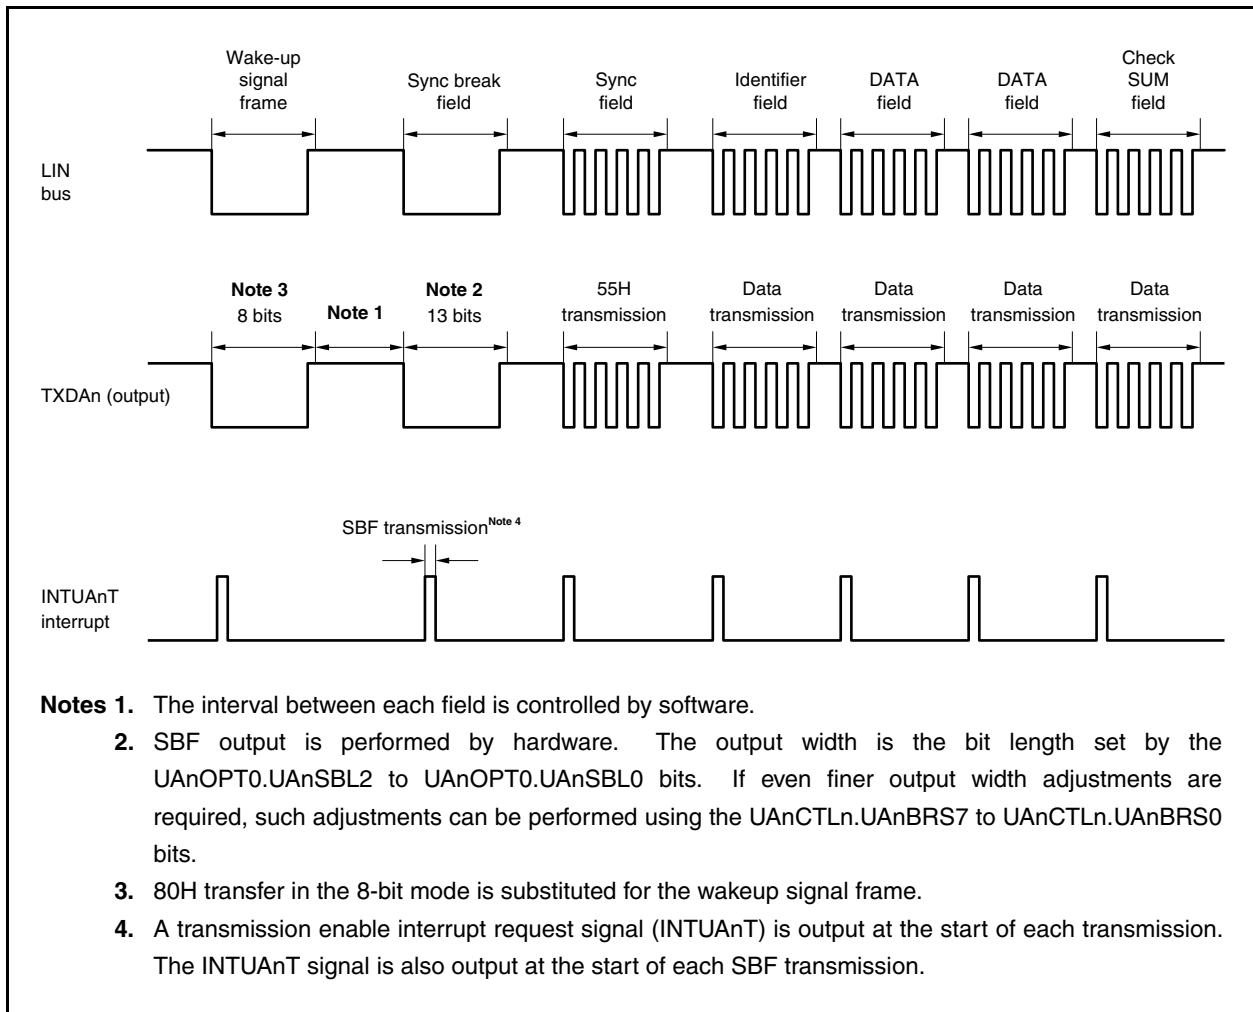 Wake-up
signal
frame
Sync break
field
Sync
field
Identifier
field
DATA
field
DATA
field
Check
SUM
field
LIN
bus
Note 3
8 bits
Note 1
Note 2
13 bits
55H
transmission
Data
transmission
Data
transmission
Data
transmission
Data
transmission
TXDAn (output)
SBF transmission Note 4
INTUAnT
interrupt
Notes 1. The interval between each field is controlled by software.
2. SBF output is performed by hardware. The output width is the bit length set by the
UAnOPT0.UAnSBL2 to UAnOPT0.UAnSBL0 bits. If even finer output width adjustments are
required, such adjustments can be performed using the UAnCTLn.UAnBRS7 to UAnCTLn.UAnBRS0
bits.
3. 80H transfer in the 8-bit mode is substituted for the wakeup signal frame.
4. A transmission enable interrupt request signal (INTUAnT) is output at the start of each transmission.
The INTUAnT signal is also output at the start of each SBF transmission.